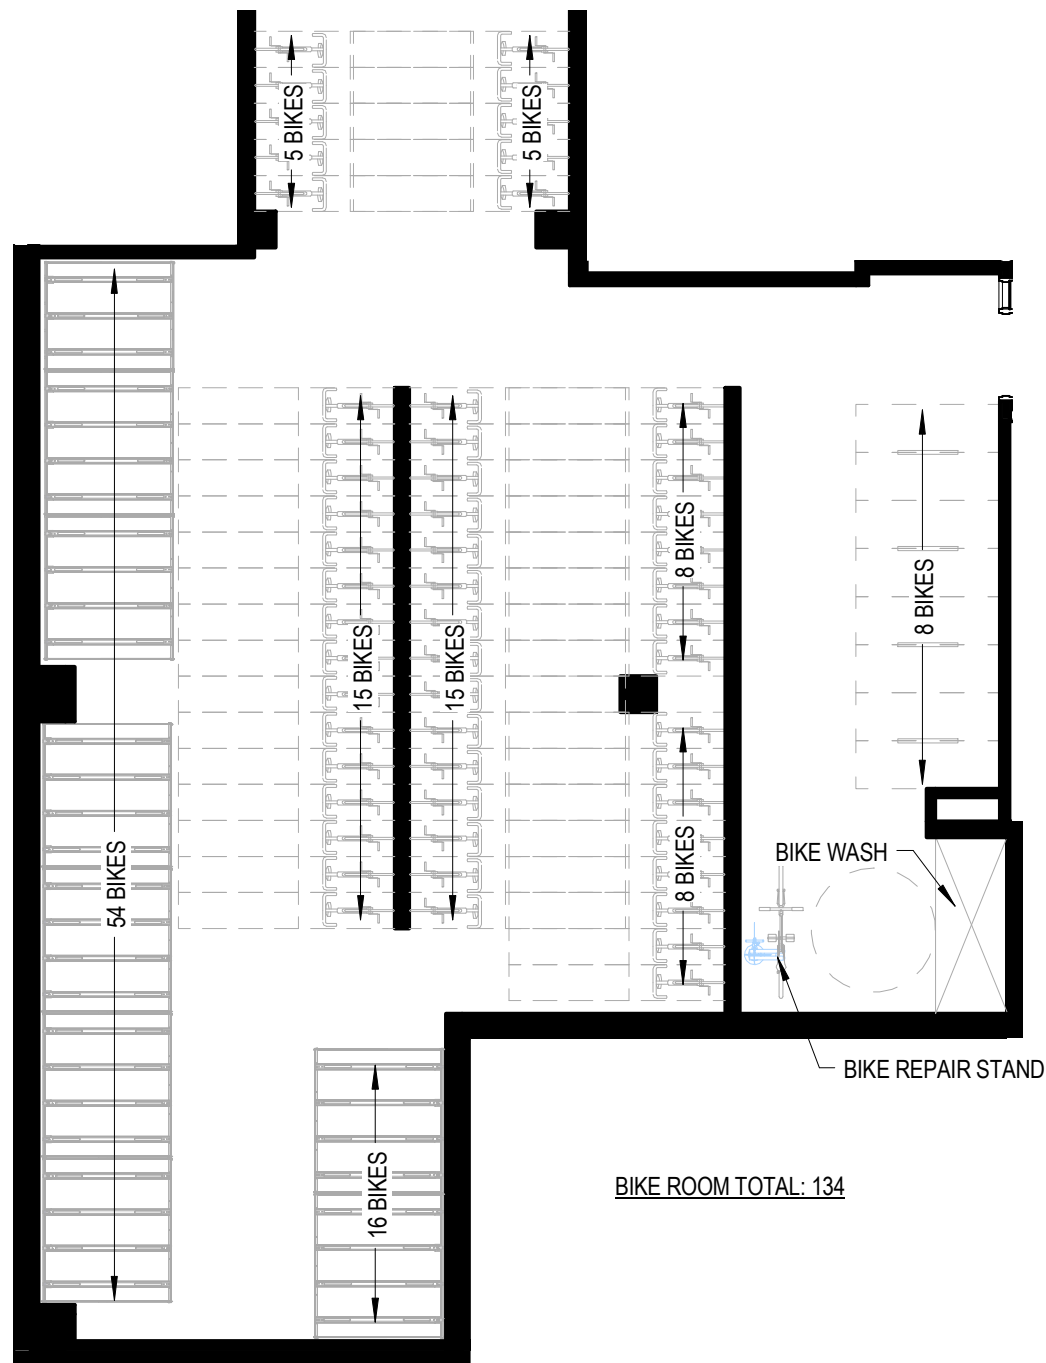 5 BIKES
5 BIKES
8 BIKES
8 BIKES
15 BIKES
15 BIKES
54 BIKES
8 BIKES
BIKE WASH
BIKE REPAIR STAND
16 BIKES
BIKE ROOM TOTAL: 134